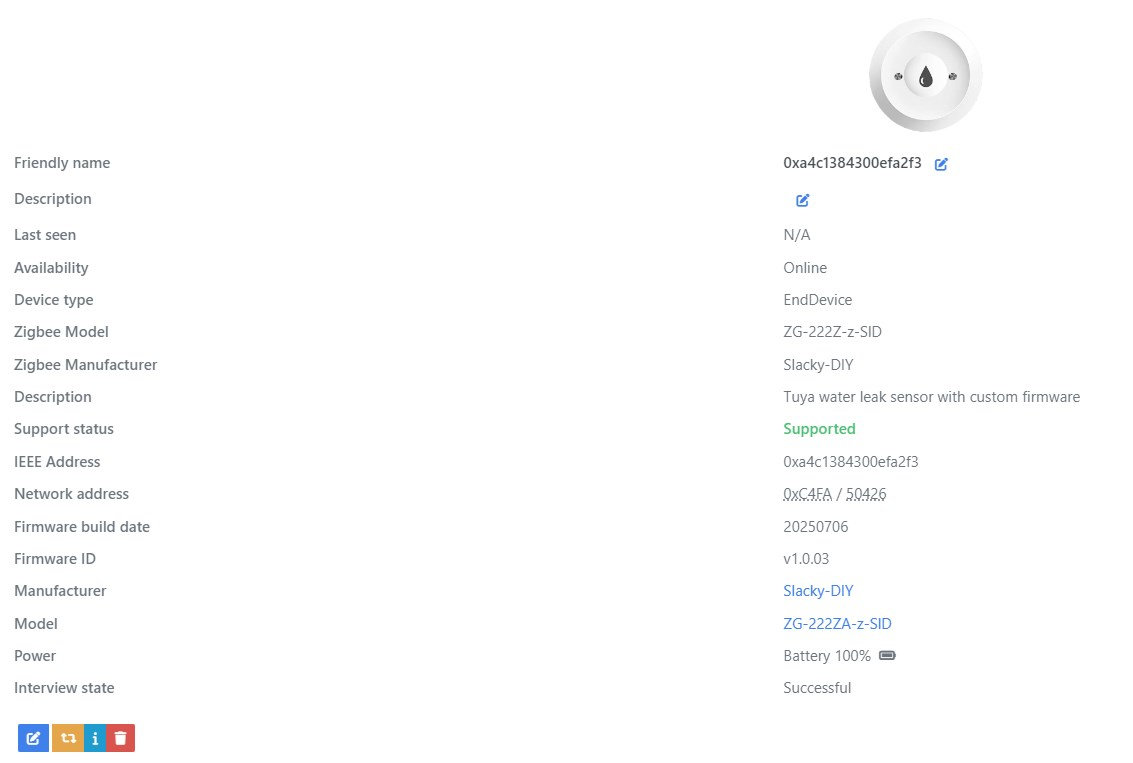 Friendly name 0xa4c1384300efa2f3
Description
Last seen N/A
Availability Online
Device type EndDevice
Zigbee Model ZG-222Z-z-SID
Zigbee Manufacturer Slacky-DIY
Description Tuya water leak sensor with custom firmware
Support status Supported
IEEE Address 0xa4c1384300efa2f3
Network address 0xC4FA / 50426
Firmware build date 20250706
Firmware ID v1.0.03
Manufacturer Slacky-DIY
Model ZG-222ZA-z-SID
Power Battery 100%
Interview state Successful